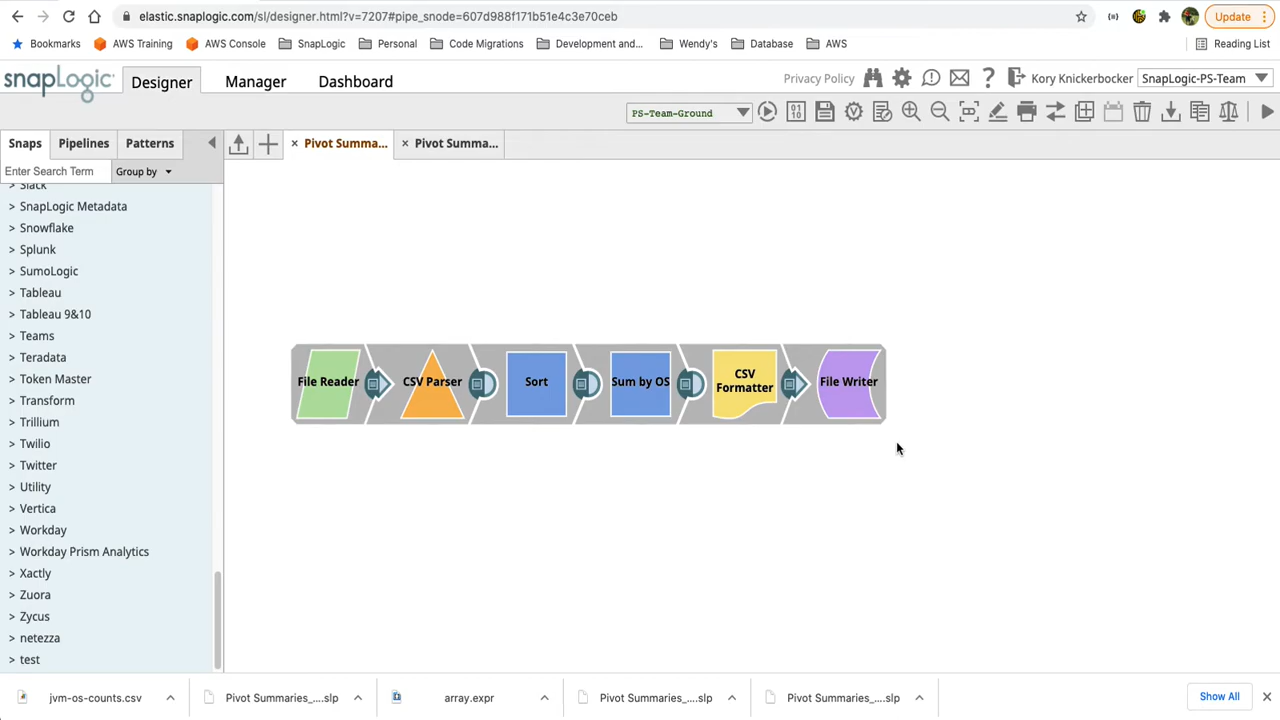 elastic.snaplogic.com/sl/designer.html?v=7207#pipe_snode=607d988f171b51e4c3e70ceb
Update
Bookmarks
AWS Training
AWS Console
SnapLogic
Personal
Code Migrations
Development and...
Wendy's
Database
AWS
Reading List
snapLogic
Designer
Manager
Dashboard
Privacy Policy
Kory Knickerbocker
SnapLogic-PS-Team
PS-Team-Ground
Snaps
Pipelines
Patterns
× Pivot Summa...
× Pivot Summa...
Enter Search Term
Group by
> Slack
> SnapLogic Metadata
> Snowflake
> Splunk
> SumoLogic
> Tableau
> Tableau 9&10
> Teams
> Teradata
> Token Master
> Transform
> Trillium
> Twilio
> Twitter
> Utility
> Vertica
> Workday
> Workday Prism Analytics
> Xactly
> Zuora
> Zycus
> netezza
> test
File Reader
CSV Parser
Sort
Sum by OS
CSV
Formatter
File Writer
jvm-os-counts.csv
Pivot Summaries_....slp
array.expr
Pivot Summaries_....slp
Pivot Summaries_....slp
Show All